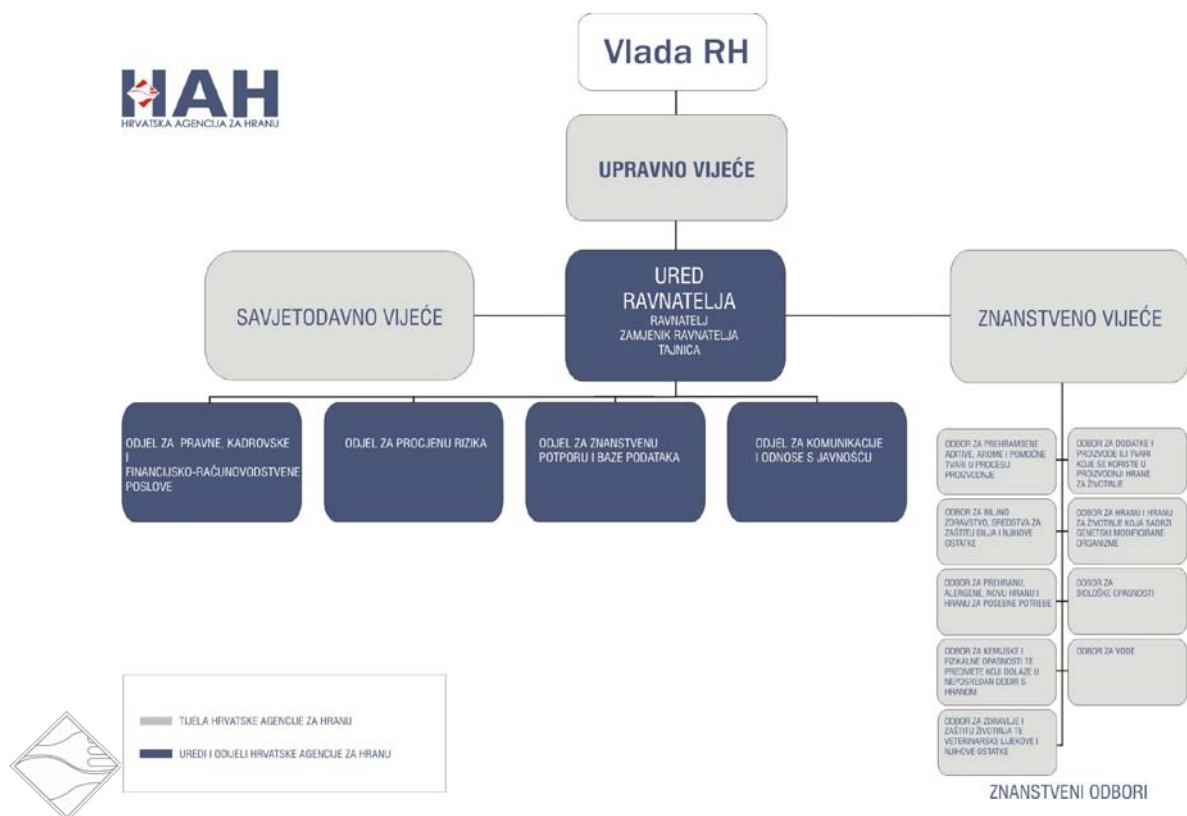 Vlada RH
HAH
HRVATSKA AGENCIJA ZA HRANU
UPRAVNO VIJEĆE
SAVJETODAVNO VIJEĆE
URED
RAVNATELJA
RAVNATELJ
ZAMJENIK RAVNATELJA
TAJNICA
ZNANSTVENO VIJEĆE
ODJEL ZA PRAVNE, KADROVSKE
I
FINANCIJSKO-RAČUNOVODSTVENE
POSLOVE
ODJEL ZA PROCJENU RIZIKA
ODJEL ZA ZNANSTVENU
POTPORU I BAZE PODATAKA
ODJEL ZA KOMUNIKACIJE
I ODNOSE S JAVNOŠĆU
ODBOR ZA PREHRAMBENE
ADITIVE, AROME I POMOĆNE
TVARI U PROCESU
PROIZVODNJE
ODBOR ZA DODATKE I
PROIZVODE ILI TVARI
KOJE SE KORISTE U
PROIZVODNJI HRANE
ZA ŽIVOTINJE
ODBOR ZA BILJNO
ZDRAVSTVO, SREDSTVA ZA
ZAŠTITU BILJA I NJIHOVE
OSTATKE
ODBOR ZA HRANU I HRANU
ZA ŽIVOTINJE KOJA SADRŽI
GENETSKI MODIFICIRANE
ORGANIZME
ODBOR ZA PREHRANU,
ALERGENE, NOVU HRANU I
HRANU ZA POSEBNE POTREBE
ODBOR ZA
BIOLOŠKE OPASNOSTI
ODBOR ZA KEMIJSKE I
FIZIKALNE OPASNOSTI TE
PREDMETE KOJI DOLAZE U
NEPOSREDAN DODIR S
HRANOM
ODBOR ZA VODE
ODBOR ZA ZDRAVLJE I
ZAŠTITU ŽIVOTINJA TE
VETERINARSKE LIJEKOVE I
NJIHOVE OSTATKE
ZNANSTVENI ODBORI
TIJELA HRVATSKE AGENCIJE ZA HRANU
UREDI I ODJELI HRVATSKE AGENCIJE ZA HRANU